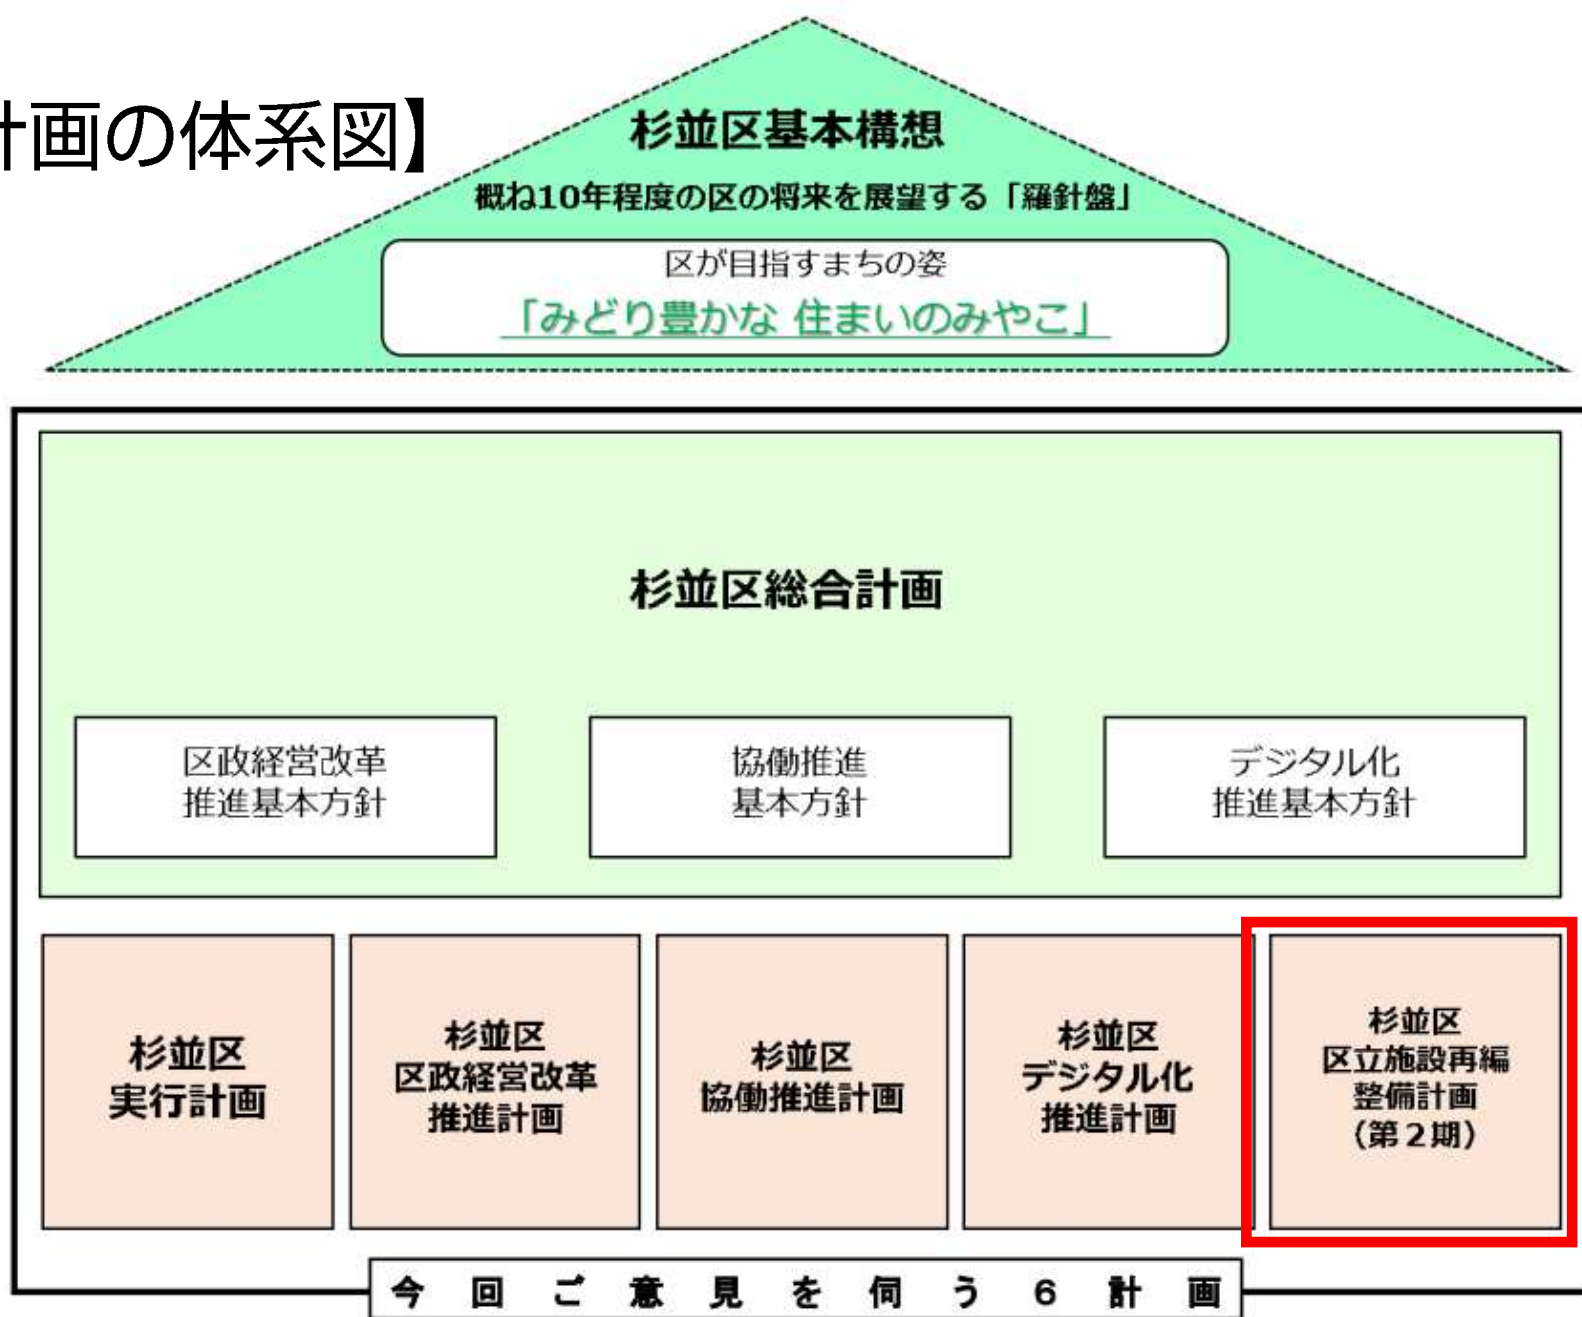 計画の体系図】
杉並区基本構想
概ね10年程度の区の将来を展望する「羅針盤」
区が目指すまちの姿
「みどり豊かな 住まいのみやこ」
杉並区総合計画
区政経営改革
推進基本方針
協働推進
基本方針
デジタル化
推進基本方針
杉並区
実行計画
杉並区
区政経営改革
推進計画
杉並区
協働推進計画
杉並区
デジタル化
推進計画
杉並区
区立施設再編
整備計画
(第2期)
今回ご意見を伺う6計画